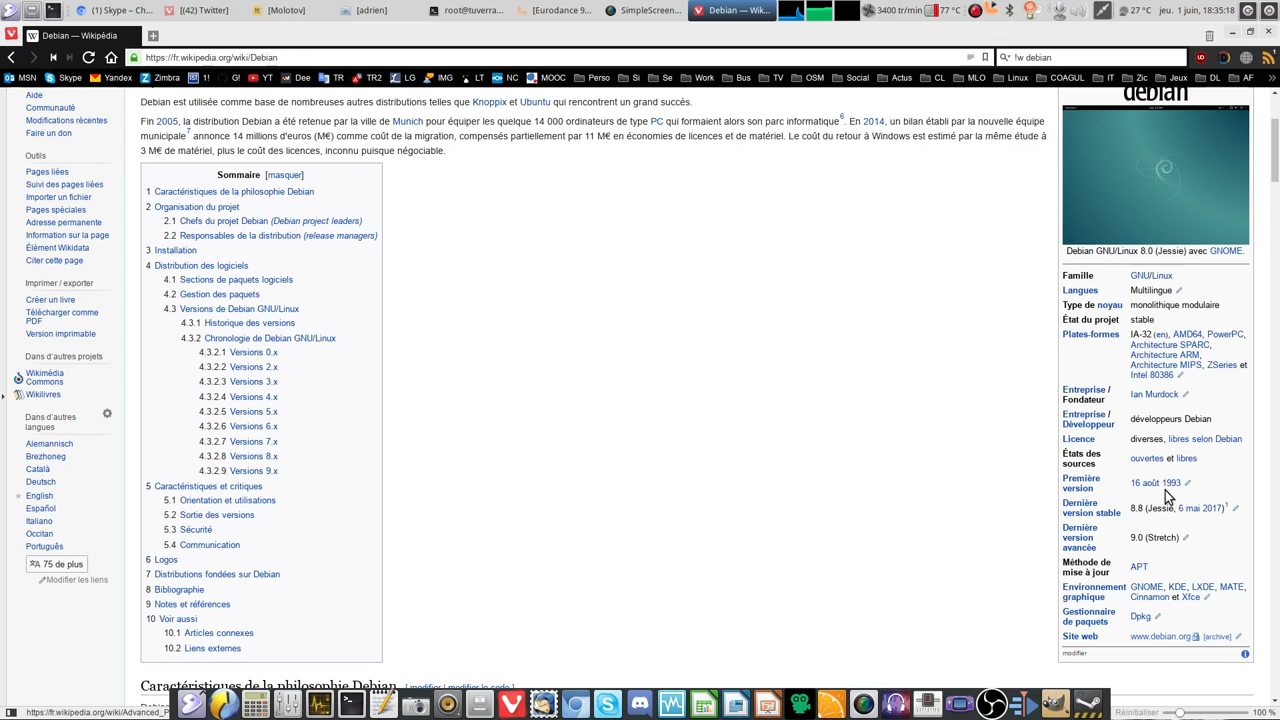 (1) Skype™ - Ch...
[(42) Twitter]
[Molotov]
[adrien]
root@tuverra...
[Eurodance 9...
SimpleScreen...
Debian — Wiki...
3400 tr/min
77 °C
27 °C
jeu. 1 juin, 18:35:18
Debian — Wikipédia
https://fr.wikipedia.org/wiki/Debian
!w debian
MSN Skype Yandex Zimbra 1! G! YT Dee TR TR2 LG IMG LT NC MOOC Perso Si Se Work Bus TV OSM Social Actus CL MLO Linux COAGUL IT Zic Jeux DL AF
Aide
Communauté
Modifications récentes
Faire un don
Outils
Pages liées
Suivi des pages liées
Importer un fichier
Pages spéciales
Adresse permanente
Information sur la page
Élément Wikidata
Citer cette page
Imprimer / exporter
Créer un livre
Télécharger comme
PDF
Version imprimable
Dans d'autres projets
Wikimédia
Commons
Wikilivres
Dans d'autres
langues
Alemannisch
Brezhoneg
Català
Deutsch
English
Español
Italiano
Occitan
Português
75 de plus
Modifier les liens
Debian est utilisée comme base de nombreuses autres distributions telles que Knoppix et Ubuntu qui rencontrent un grand succès.
Fin 2005, la distribution Debian a été retenue par la ville de Munich pour équiper les quelque 14 000 ordinateurs de type PC qui formaient alors son parc informatique6. En 2014, un bilan établi par la nouvelle équipe
municipale7 annonce 14 millions d'euros (M€) comme coût de la migration, compensés partiellement par 11 M€ en économies de licences et de matériel. Le coût du retour à Windows est estimé par la même étude à
3 M€ de matériel, plus le coût des licences, inconnu puisque négociable.
Sommaire [masquer]
1 Caractéristiques de la philosophie Debian
2 Organisation du projet
2.1 Chefs du projet Debian (Debian project leaders)
2.2 Responsables de la distribution (release managers)
3 Installation
4 Distribution des logiciels
4.1 Sections de paquets logiciels
4.2 Gestion des paquets
4.3 Versions de Debian GNU/Linux
4.3.1 Historique des versions
4.3.2 Chronologie de Debian GNU/Linux
4.3.2.1 Versions 0.x
4.3.2.2 Versions 2.x
4.3.2.3 Versions 3.x
4.3.2.4 Versions 4.x
4.3.2.5 Versions 5.x
4.3.2.6 Versions 6.x
4.3.2.7 Versions 7.x
4.3.2.8 Versions 8.x
4.3.2.9 Versions 9.x
5 Caractéristiques et critiques
5.1 Orientation et utilisations
5.2 Sortie des versions
5.3 Sécurité
5.4 Communication
6 Logos
7 Distributions fondées sur Debian
8 Bibliographie
9 Notes et références
10 Voir aussi
10.1 Articles connexes
10.2 Liens externes
Caractéristiques de la philosophie Debian [ modifier | modifier le code ]
debian
Debian GNU/Linux 8.0 (Jessie) avec GNOME.
Famille GNU/Linux
Langues Multilingue
Type de noyau monolithique modulaire
État du projet stable
Plates-formes IA-32 (en), AMD64, PowerPC,
Architecture SPARC,
Architecture ARM,
Architecture MIPS, ZSeries et
Intel 80386
Entreprise /
Fondateur Ian Murdock
Entreprise /
Développeur développeurs Debian
Licence diverses, libres selon Debian
États des
sources ouvertes et libres
Première
version 16 août 1993
Dernière
version stable 8.8 (Jessie, 6 mai 2017)1
Dernière
version
avancée 9.0 (Stretch)
Méthode de
mise à jour APT
Environnement
graphique GNOME, KDE, LXDE, MATE,
Cinnamon et Xfce
Gestionnaire
de paquets Dpkg
Site web www.debian.org [archive]
modifier
https://fr.wikipedia.org/wiki/Advanced_P
Réinitialiser 100 %